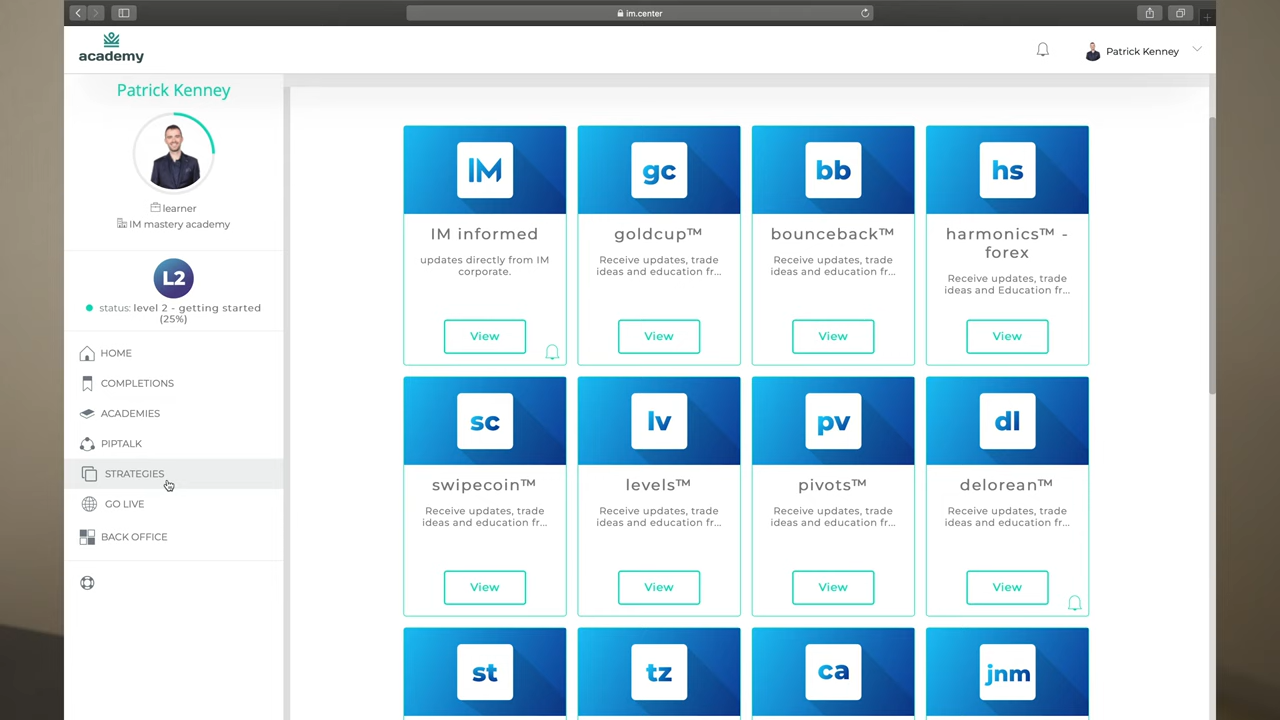 im.center
academy
Patrick Kenney
Patrick Kenney
learner
IM mastery academy
L2
status: level 2 - getting started
(25%)
HOME
COMPLETIONS
ACADEMIES
PIPTALK
STRATEGIES
GO LIVE
BACK OFFICE
IM
IM informed
updates directly from IM
corporate.
View
gc
goldcup™
Receive updates, trade
ideas and education fr...
View
bb
bounceback™
Receive updates, trade
ideas and education fr...
View
hs
harmonics™ -
forex
Receive updates, trade
ideas and Education fr...
View
sc
swipecoin™
Receive updates, trade
ideas and education fr...
View
lv
levels™
Receive updates, trade
ideas and education fr...
View
pv
pivots™
Receive updates, trade
ideas and education fr...
View
dl
delorean™
Receive updates, trade
ideas and education fr...
View
st
tz
ca
jnm